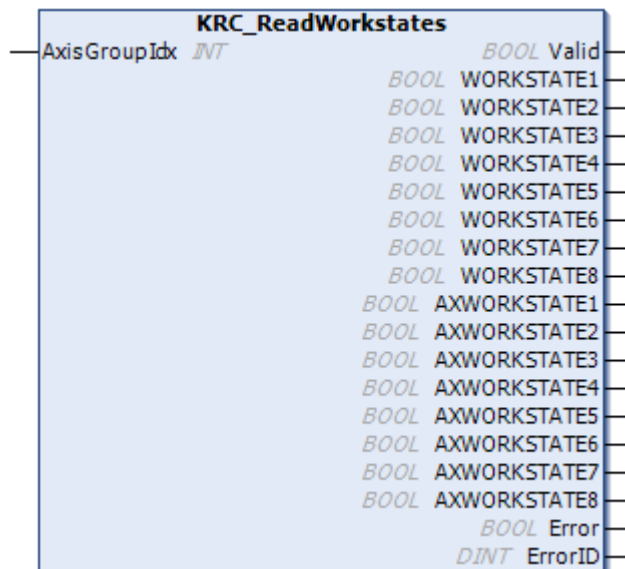 KRC_ReadWorkstates
AxisGroupIdx INT BOOL Valid
BOOL WORKSTATE1
BOOL WORKSTATE2
BOOL WORKSTATE3
BOOL WORKSTATE4
BOOL WORKSTATE5
BOOL WORKSTATE6
BOOL WORKSTATE7
BOOL WORKSTATE8
BOOL AXWORKSTATE1
BOOL AXWORKSTATE2
BOOL AXWORKSTATE3
BOOL AXWORKSTATE4
BOOL AXWORKSTATE5
BOOL AXWORKSTATE6
BOOL AXWORKSTATE7
BOOL AXWORKSTATE8
BOOL Error
DINT ErrorID